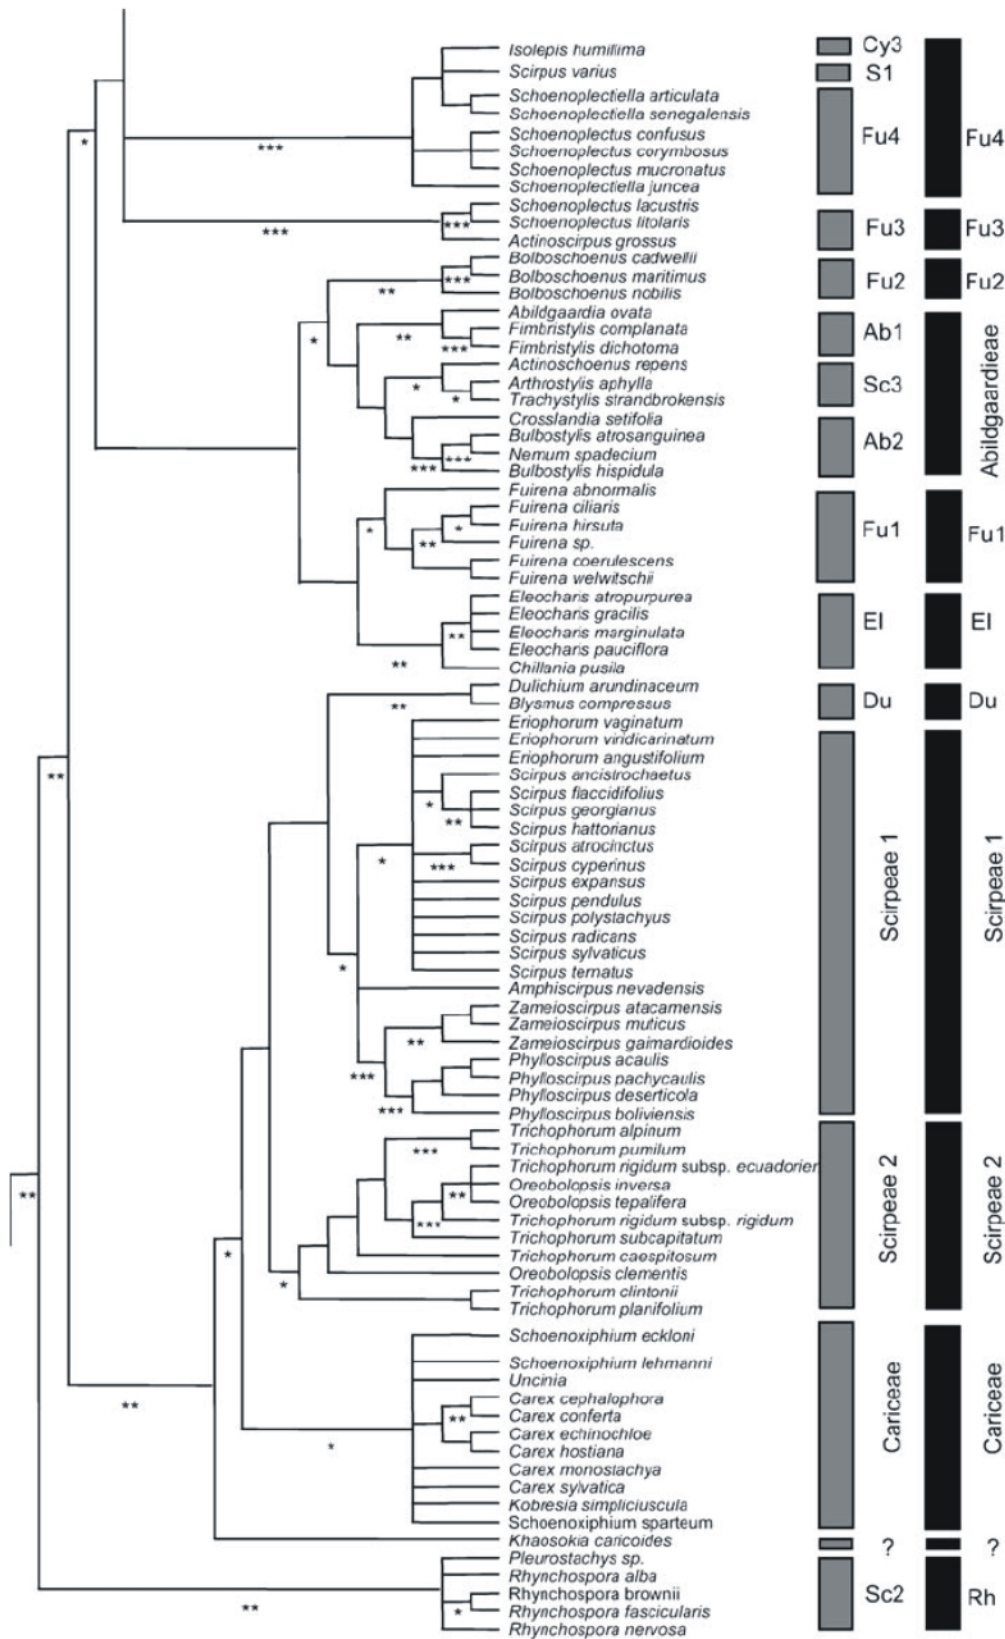 Isolepis humillima
Cy3
Scirpus varius
S1
Schoenoplectiella articulata
Schoenoplectiella senegalensis
*
Schoenoplectus confusus
Fu4
Fu4
***
Schoenoplectus corymbosus
Schoenoplectus mucronatus
Schoenoplectiella juncea
Schoenoplectus lacustris
***
Schoenoplectus litolaris
Fu3
Fu3
***
Actinoscirpus grossus
Bolboschoenus cadwellii
***
Bolboschoenus maritimus
Fu2
Fu2
**
Bolboschoenus nobilis
Abildgaardia ovata
*
**
Fimbristylis complanata
Ab1
***
Fimbristylis dichotoma
Actinoschoenus repens
*
Arthrostylis aphylla
Sc3
*
Trachystylis strandbrokensis
Abildgaardieae
Crosslandia setifolia
Bulbostylis atrosanguinea
Ab2
***
Nemum spadecium
***
Bulbostylis hispidula
Fuirena abnormalis
Fuirena ciliaris
*
*
Fuirena hirsuta
Fu1
Fu1
**
Fuirena sp.
Fuirena coerulescens
Fuirena welwitschii
Eleocharis atropurpurea
Eleocharis gracilis
El
El
**
Eleocharis marginulata
Eleocharis pauciflora
**
Chillania pusila
Dulichium arundinaceum
Du
Du
**
Blysmus compressus
Eriophorum vaginatum
Eriophorum viridicarinatum
Eriophorum angustifolium
**
Scirpus ancistrochaetus
Scirpus flaccidifolius
*
Scirpus georgianus
**
Scirpus hattorianus
Scirpus atrocinctus
*
***
Scirpus cyperinus
Scirpus expansus
Scirpeae 1
Scirpeae 1
Scirpus pendulus
Scirpus polystachyus
Scirpus radicans
Scirpus sylvaticus
*
Scirpus ternatus
Amphiscirpus nevadensis
Zameioscirpus atacamensis
Zameioscirpus muticus
**
Zameioscirpus gaimardioides
Phylloscirpus acaulis
***
Phylloscirpus pachycaulis
Phylloscirpus deserticola
***
Phylloscirpus boliviensis
Trichophorum alpinum
***
Trichophorum pumilum
Trichophorum rigidum subsp. ecuadorier
**
**
Oreobolopsis inversa
Oreobolopsis tepalifera
Scirpeae 2
Scirpeae 2
***
Trichophorum rigidum subsp. rigidum
Trichophorum subcapitatum
*
Trichophorum caespitosum
*
Oreobolopsis clementis
Trichophorum clintonii
Trichophorum planifolium
Schoenoxiphium eckloni
Schoenoxiphium lehmanni
Uncinia
Carex cephalophora
**
**
Carex conferta
Cariceae
Cariceae
Carex echinochloe
*
Carex hostiana
Carex monostachya
Carex sylvatica
Kobresia simpliciuscula
Schoenoxiphium sparteum
Khaosokia caricoides
?
?
Pleurostachys sp.
Rhynchospora alba
Rhynchospora brownii
Sc2
Rh
**
*
Rhynchospora fascicularis
Rhynchospora nervosa